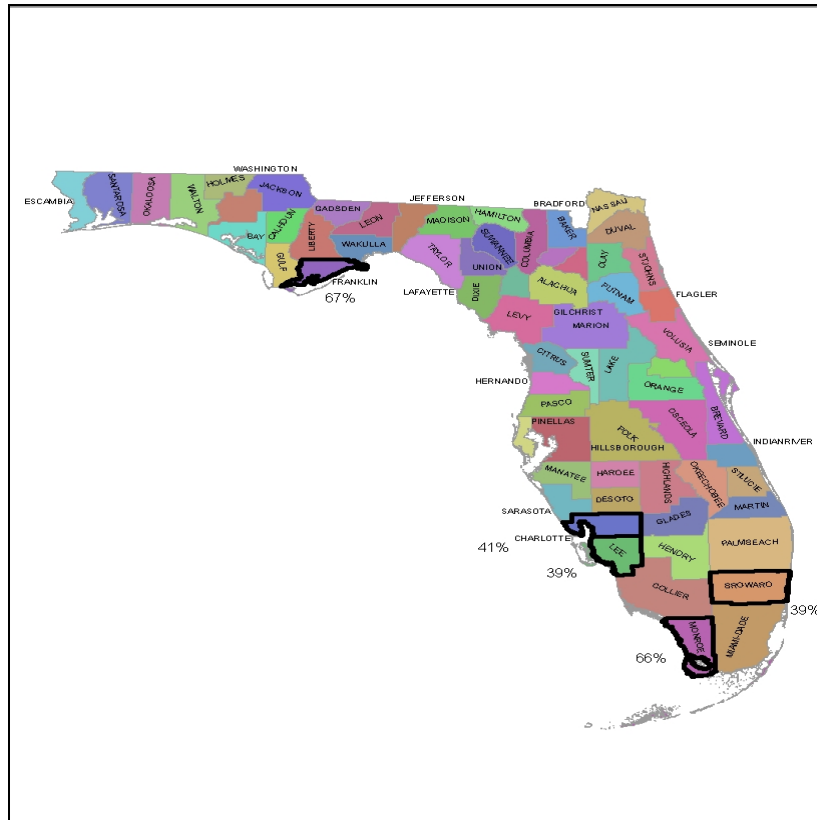 WASHINGTON
ESCAMBIA
SANTAROSA
OKALOOSA
WALTON
HOLMES
JACKSON
BAY
CALHOUN
GULF
LIBERTY
GADSDEN
LEON
WAKULLA
FRANKLIN
67%
JEFFERSON
MADISON
HAMILTON
TAYLOR
SUWANNEE
LAFAYETTE
UNION
DIXIE
COLUMBIA
BRADFORD
BAKER
NASSAU
DUVAL
CLAY
STJOHNS
ALACHUA
PUTNAM
FLAGLER
LEVY
GILCHRIST
MARION
VOLUSIA
SEMINOLE
CITRUS
SUMTER
LAKE
HERNANDO
ORANGE
PASCO
PINELLAS
POLK
HILLSBOROUGH
OSCEOLA
BREVARD
INDIANRIVER
MANATEE
HARDEE
HIGHLANDS
OKEECHOBEE
STLUCIE
DESOTO
SARASOTA
GLADES
MARTIN
CHARLOTTE
41%
LEE
39%
HENDRY
PALMBEACH
COLLIER
BROWARD
39%
MONROE
66%
MIAMI-DADE